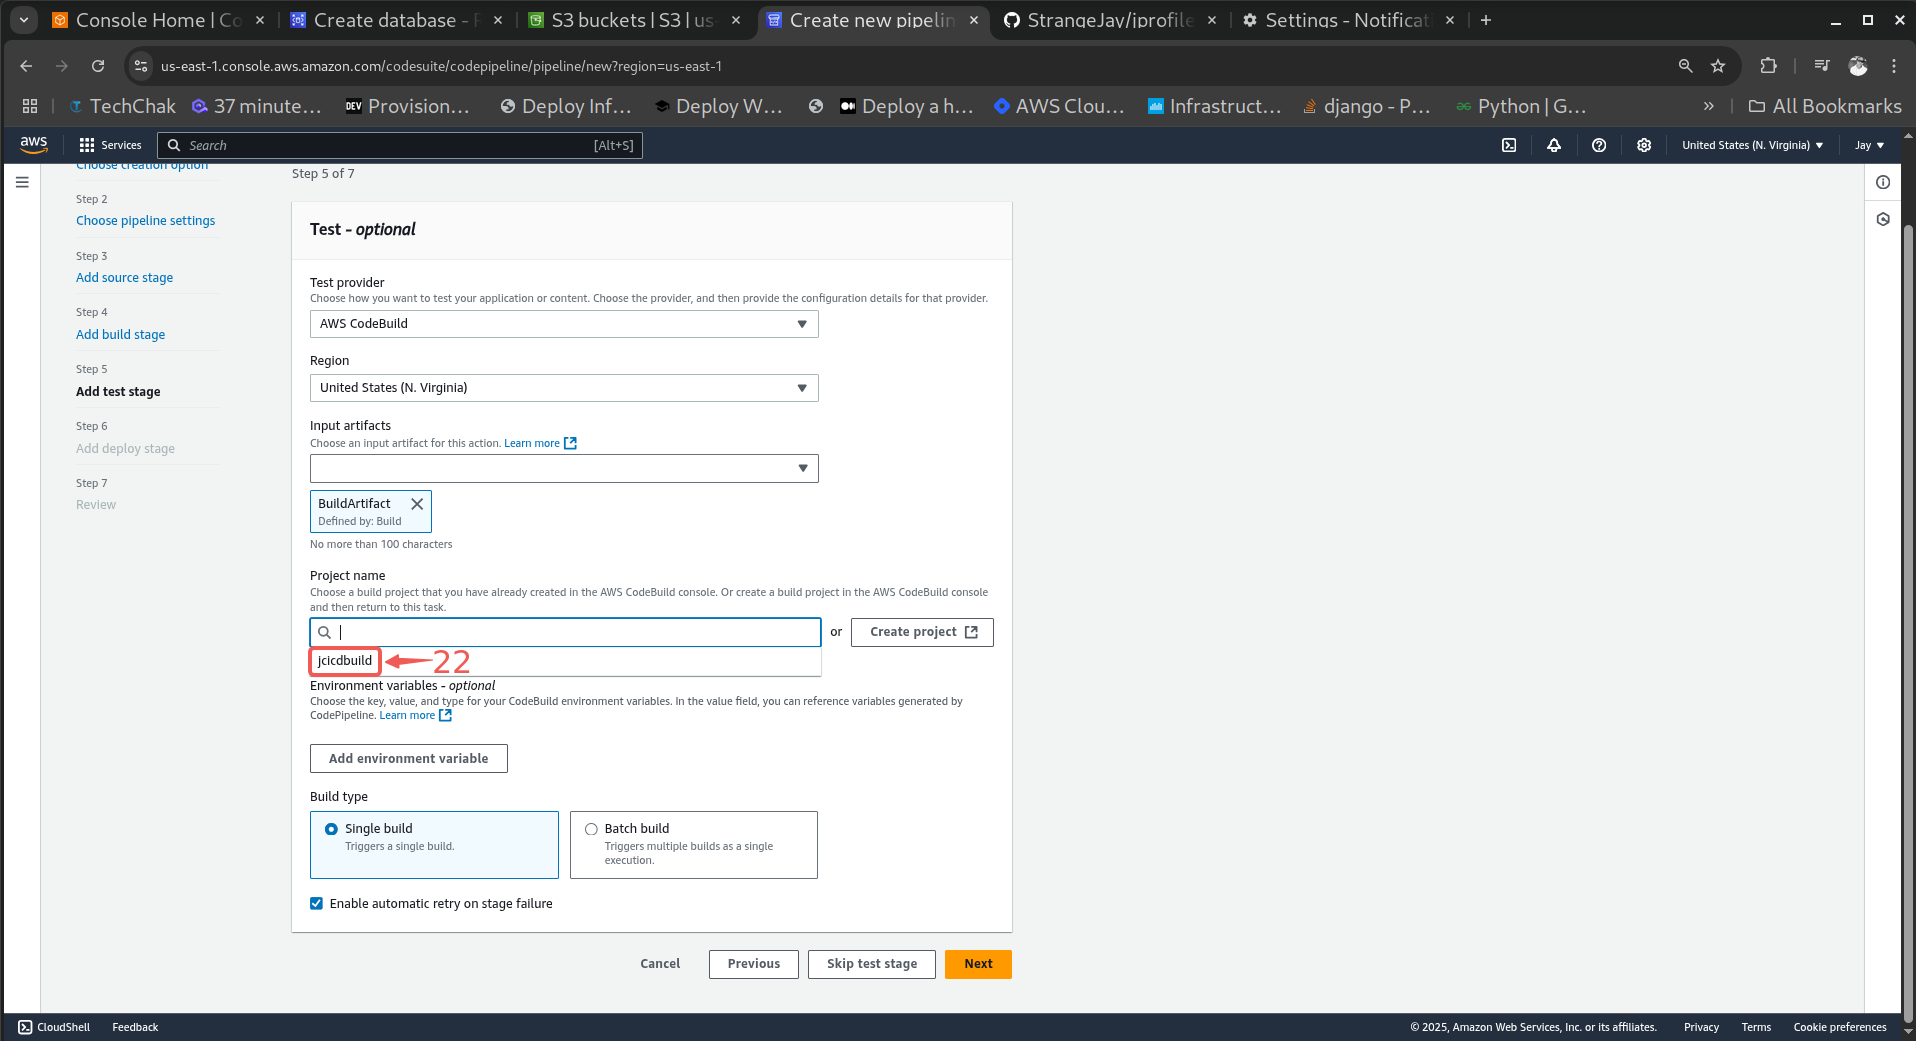 Console Home | Co
Create database - R
S3 buckets | S3 | us-
Create new pipelin
StrangeJay/jprofile
Settings - Notificat
us-east-1.console.aws.amazon.com/codesuite/codepipeline/pipeline/new?region=us-east-1
TechChak
37 minute...
DEV Provision...
Deploy Inf...
Deploy W...
Deploy a h...
AWS Clou...
Infrastruct...
django - P...
Python | G...
»
All Bookmarks
aws
Services
Search
[Alt+S]
United States (N. Virginia)
Jay
Choose creation option
Step 2
Choose pipeline settings
Step 3
Add source stage
Step 4
Add build stage
Step 5
Add test stage
Step 6
Add deploy stage
Step 7
Review
Step 5 of 7
Test - optional
Test provider
Choose how you want to test your application or content. Choose the provider, and then provide the configuration details for that provider.
AWS CodeBuild
Region
United States (N. Virginia)
Input artifacts
Choose an input artifact for this action. Learn more
BuildArtifact
Defined by: Build
No more than 100 characters
Project name
Choose a build project that you have already created in the AWS CodeBuild console. Or create a build project in the AWS CodeBuild console
and then return to this task.
or
Create project
jcicdbuild
22
Environment variables - optional
Choose the key, value, and type for your CodeBuild environment variables. In the value field, you can reference variables generated by
CodePipeline. Learn more
Add environment variable
Build type
Single build
Triggers a single build.
Batch build
Triggers multiple builds as a single
execution.
Enable automatic retry on stage failure
Cancel
Previous
Skip test stage
Next
CloudShell
Feedback
© 2025, Amazon Web Services, Inc. or its affiliates.
Privacy
Terms
Cookie preferences